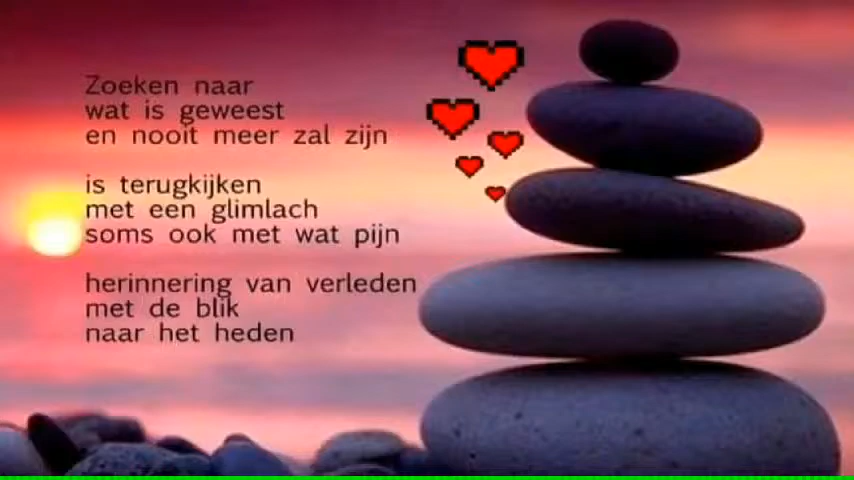 Zoeken naar
wat is geweest
en nooit meer zal zijn
is terugkijken
met een glimlach
soms ook met wat pijn
herinnering van verleden
met de blik
naar het heden